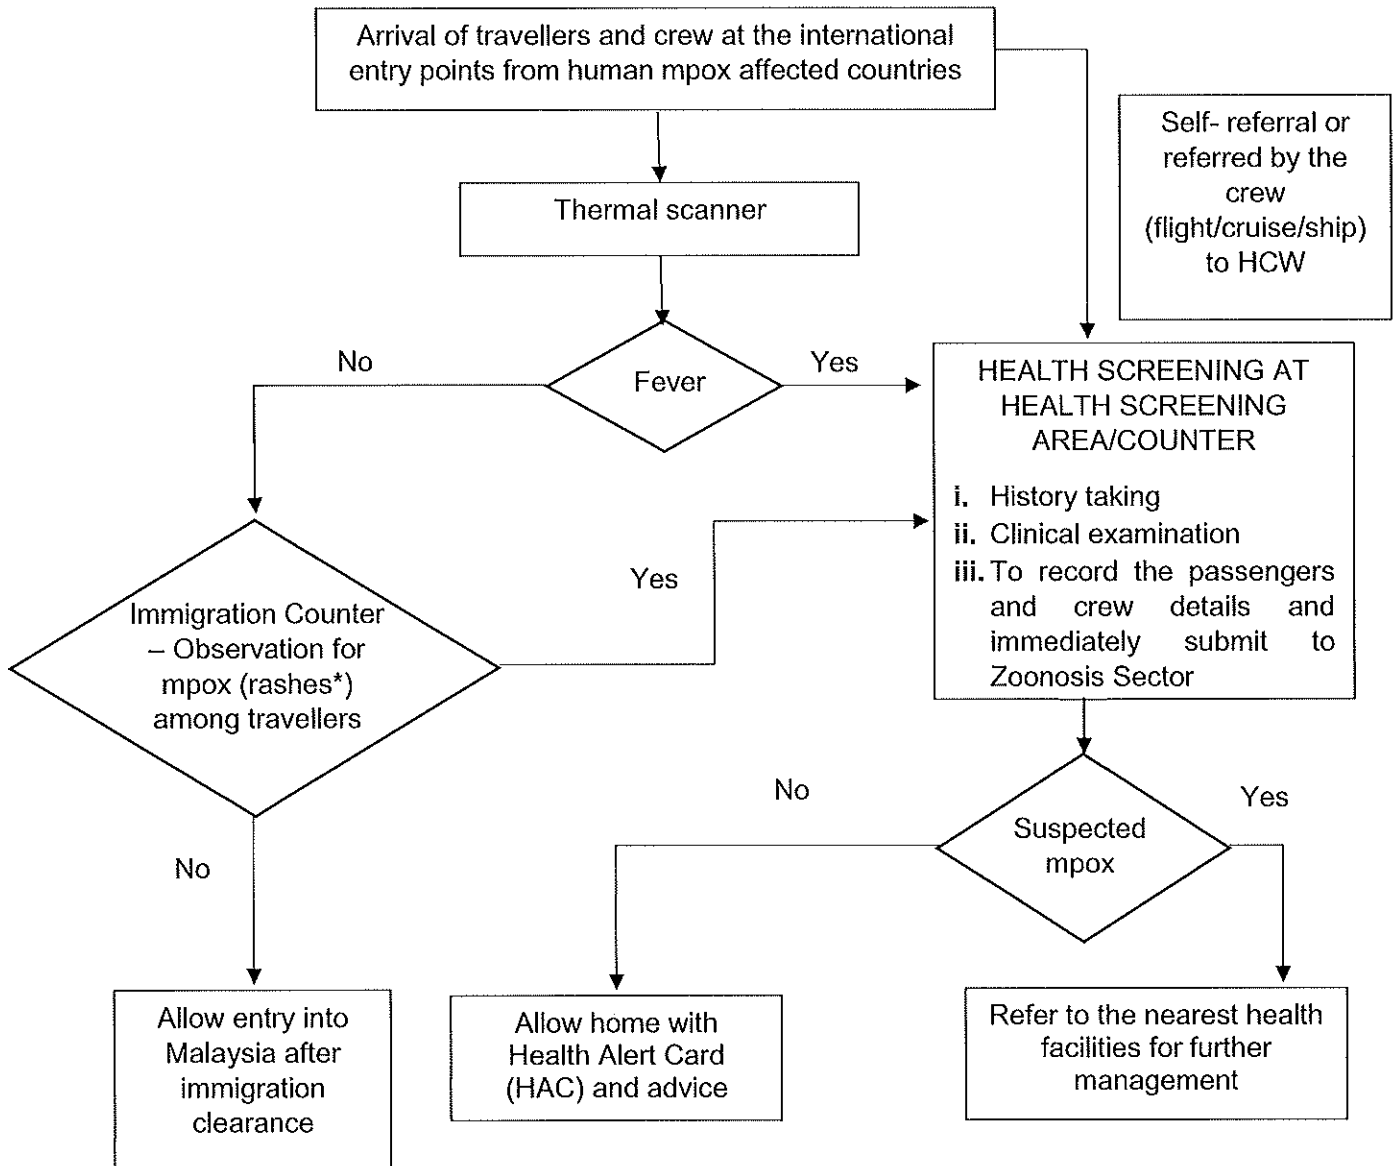 Arrival of travellers and crew at the international
entry points from human mpox affected countries
Self- referral or
referred by the
crew
(flight/cruise/ship)
to HCW
Thermal scanner
No
Fever
Yes
HEALTH SCREENING AT
HEALTH SCREENING
AREA/COUNTER
i. History taking
ii. Clinical examination
iii. To record the passengers
and crew details and
immediately submit to
Zoonosis Sector
Immigration Counter
– Observation for
mpox (rashes*)
among travellers
Yes
No
Suspected
mpox
No
Yes
Allow entry into
Malaysia after
immigration
clearance
Allow home with
Health Alert Card
(HAC) and advice
Refer to the nearest health
facilities for further
management